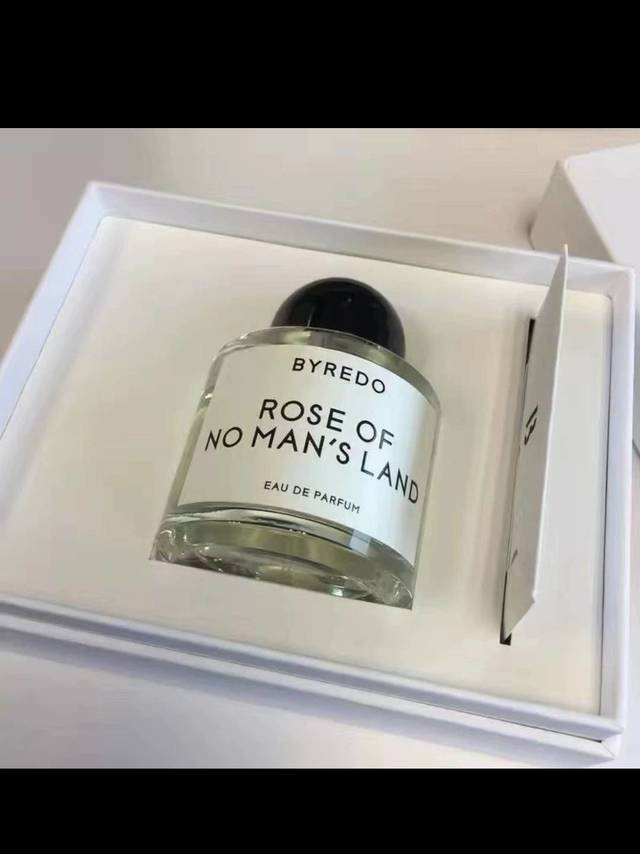 BYREDO
ROSE OF
NO MAN'S LAND
EAU DE PARFUM